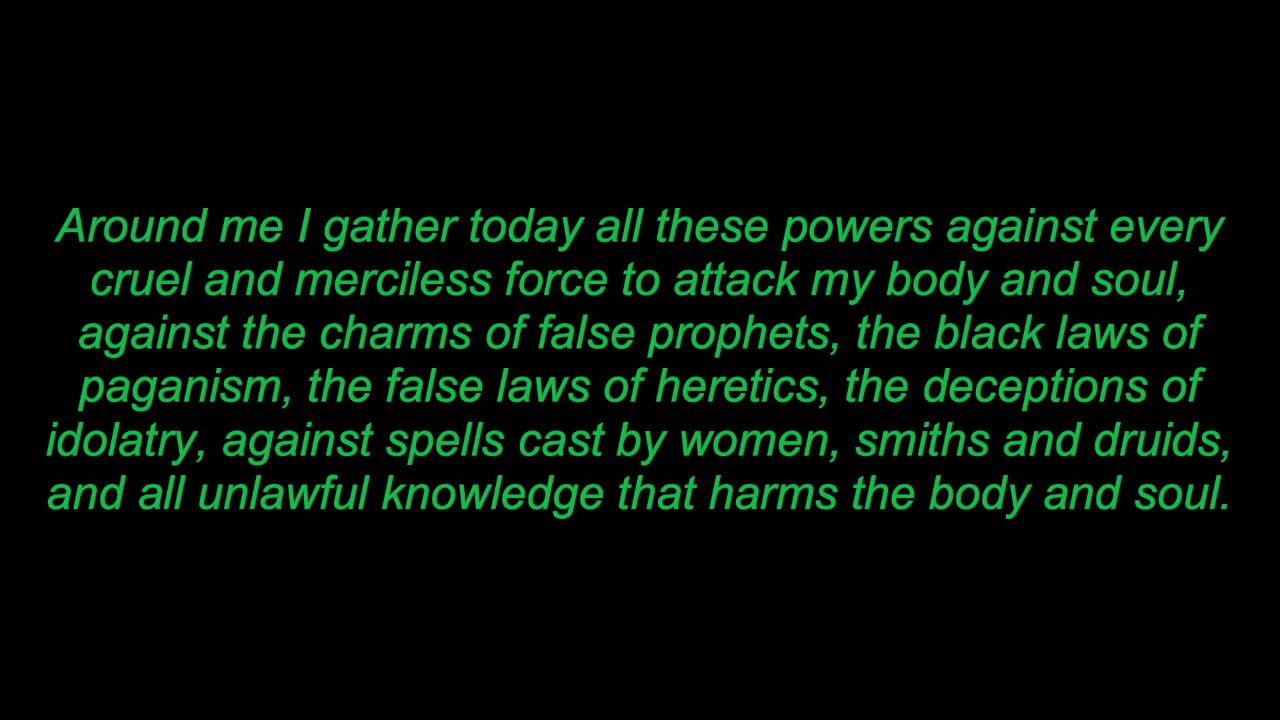 Around me I gather today all these powers against every
cruel and merciless force to attack my body and soul,
against the charms of false prophets, the black laws of
paganism, the false laws of heretics, the deceptions of
idolatry, against spells cast by women, smiths and druids,
and all unlawful knowledge that harms the body and soul.